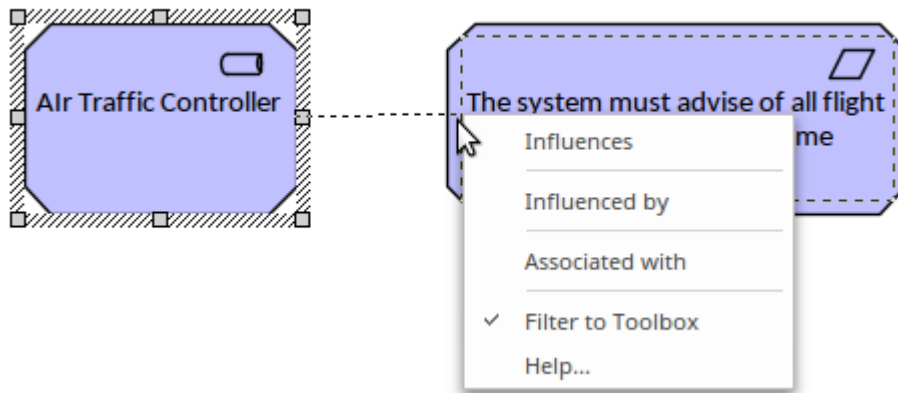 AIr Traffic Controller
The system must advise of all flight
me
Influences
Influenced by
Associated with
Filter to Toolbox
Help...